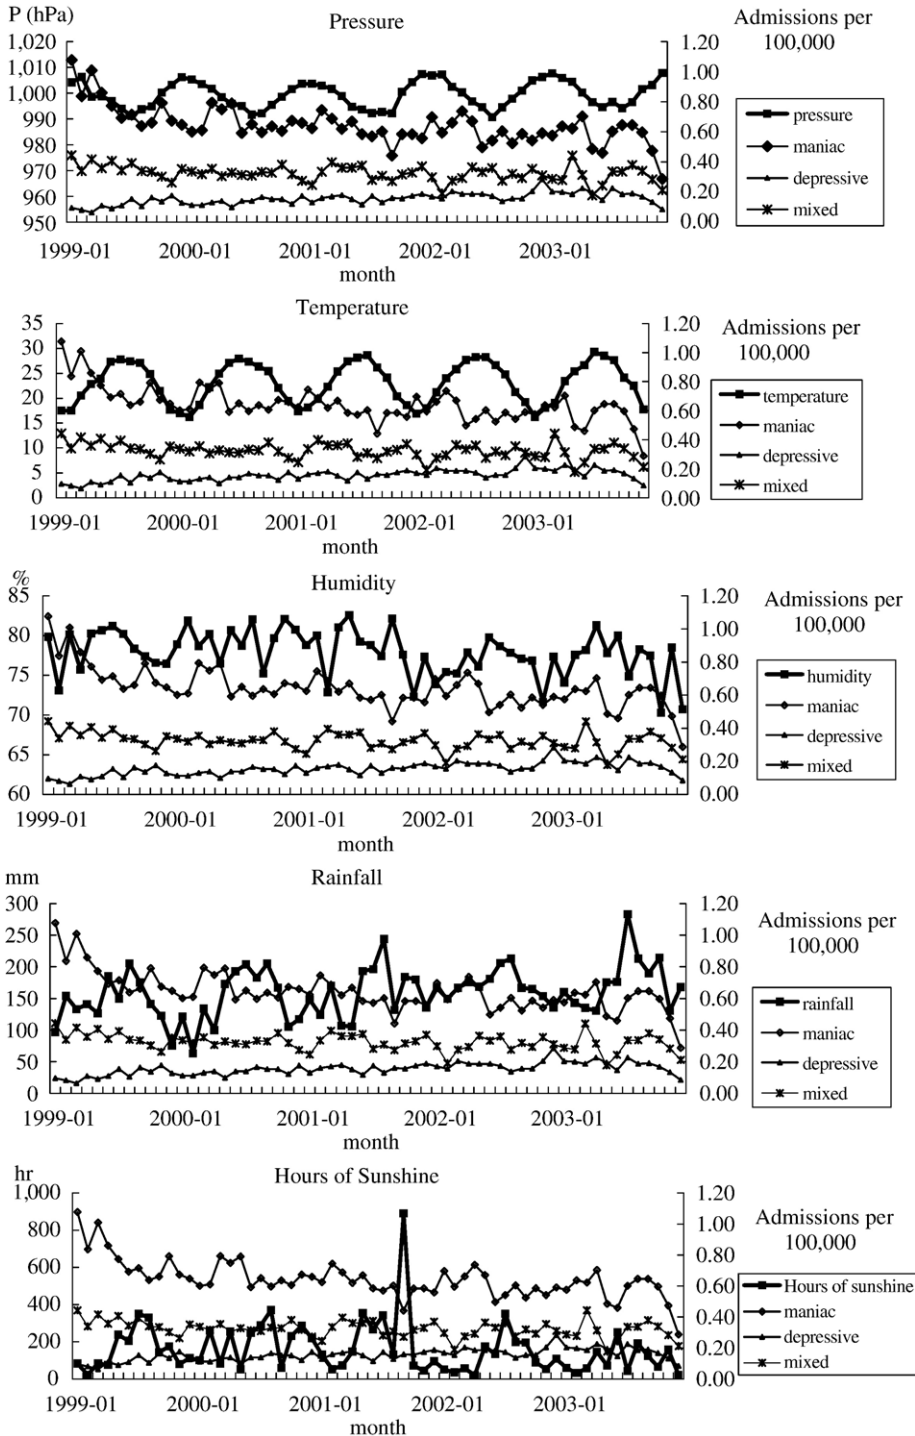 P (hPa)
Pressure
Admissions per
100,000
1,020
1,010
1,000
990
980
970
960
950
1.20
1.00
0.80
0.60
0.40
0.20
0.00
pressure
maniac
depressive
mixed
1999-01 2000-01 2001-01 2002-01 2003-01
month
Temperature
Admissions per
100,000
35
30
25
20
15
10
5
0
1.20
1.00
0.80
0.60
0.40
0.20
0.00
temperature
maniac
depressive
mixed
1999-01 2000-01 2001-01 2002-01 2003-01
month
%
Humidity
Admissions per
100,000
85
80
75
70
65
60
1.20
1.00
0.80
0.60
0.40
0.20
0.00
humidity
maniac
depressive
mixed
1999-01 2000-01 2001-01 2002-01 2003-01
month
mm
Rainfall
Admissions per
100,000
300
250
200
150
100
50
0
1.20
1.00
0.80
0.60
0.40
0.20
0.00
rainfall
maniac
depressive
mixed
1999-01 2000-01 2001-01 2002-01 2003-01
month
hr
Hours of Sunshine
Admissions per
100,000
1,000
800
600
400
200
0
1.20
1.00
0.80
0.60
0.40
0.20
0.00
Hours of sunshine
maniac
depressive
mixed
1999-01 2000-01 2001-01 2002-01 2003-01
month